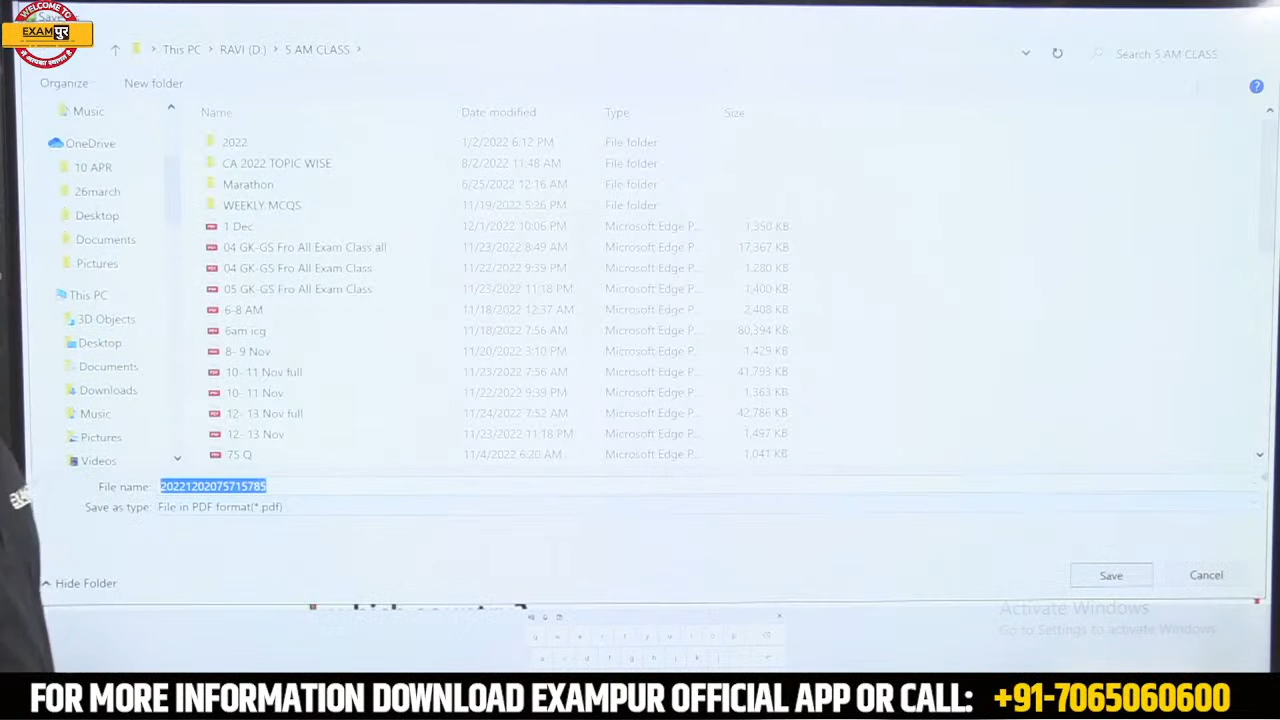 WELCOME TO
EXAMपुर
में आपका स्वागत है
This PC > RAVI (D:) > 5 AM CLASS >
Search 5 AM CLASS
Organize
New folder
Music
OneDrive
10 APR
26march
Desktop
Documents
Pictures
This PC
3D Objects
Desktop
Documents
Downloads
Music
Pictures
Videos
Name Date modified Type Size
2022 1/2/2022 6:12 PM File folder
CA 2022 TOPIC WISE 8/2/2022 11:48 AM File folder
Marathon 6/25/2022 12:16 AM File folder
WEEKLY MCQS 11/19/2022 5:26 PM File folder
1 Dec 12/1/2022 10:06 PM Microsoft Edge P... 1,350 KB
04 GK-GS Fro All Exam Class all 11/23/2022 8:49 AM Microsoft Edge P... 17,367 KB
04 GK-GS Fro All Exam Class 11/22/2022 9:39 PM Microsoft Edge P... 1,280 KB
05 GK-GS Fro All Exam Class 11/23/2022 11:18 PM Microsoft Edge P... 1,400 KB
6-8 AM 11/18/2022 12:37 AM Microsoft Edge P... 2,408 KB
6am icg 11/18/2022 7:56 AM Microsoft Edge P... 80,394 KB
8- 9 Nov 11/20/2022 3:10 PM Microsoft Edge P... 1,429 KB
10- 11 Nov full 11/23/2022 7:56 AM Microsoft Edge P... 41,793 KB
10- 11 Nov 11/22/2022 9:39 PM Microsoft Edge P... 1,363 KB
12- 13 Nov full 11/24/2022 7:52 AM Microsoft Edge P... 42,786 KB
12- 13 Nov 11/23/2022 11:18 PM Microsoft Edge P... 1,497 KB
75 Q 11/4/2022 6:20 AM Microsoft Edge P... 1,041 KB
File name: 20221202075715785
Save as type: File in PDF format(*.pdf)
Hide Folder
Save Cancel
Activate Windows
Go to Settings to activate Windows
FOR MORE INFORMATION DOWNLOAD EXAMPUR OFFICIAL APP OR CALL: +91-7065060600